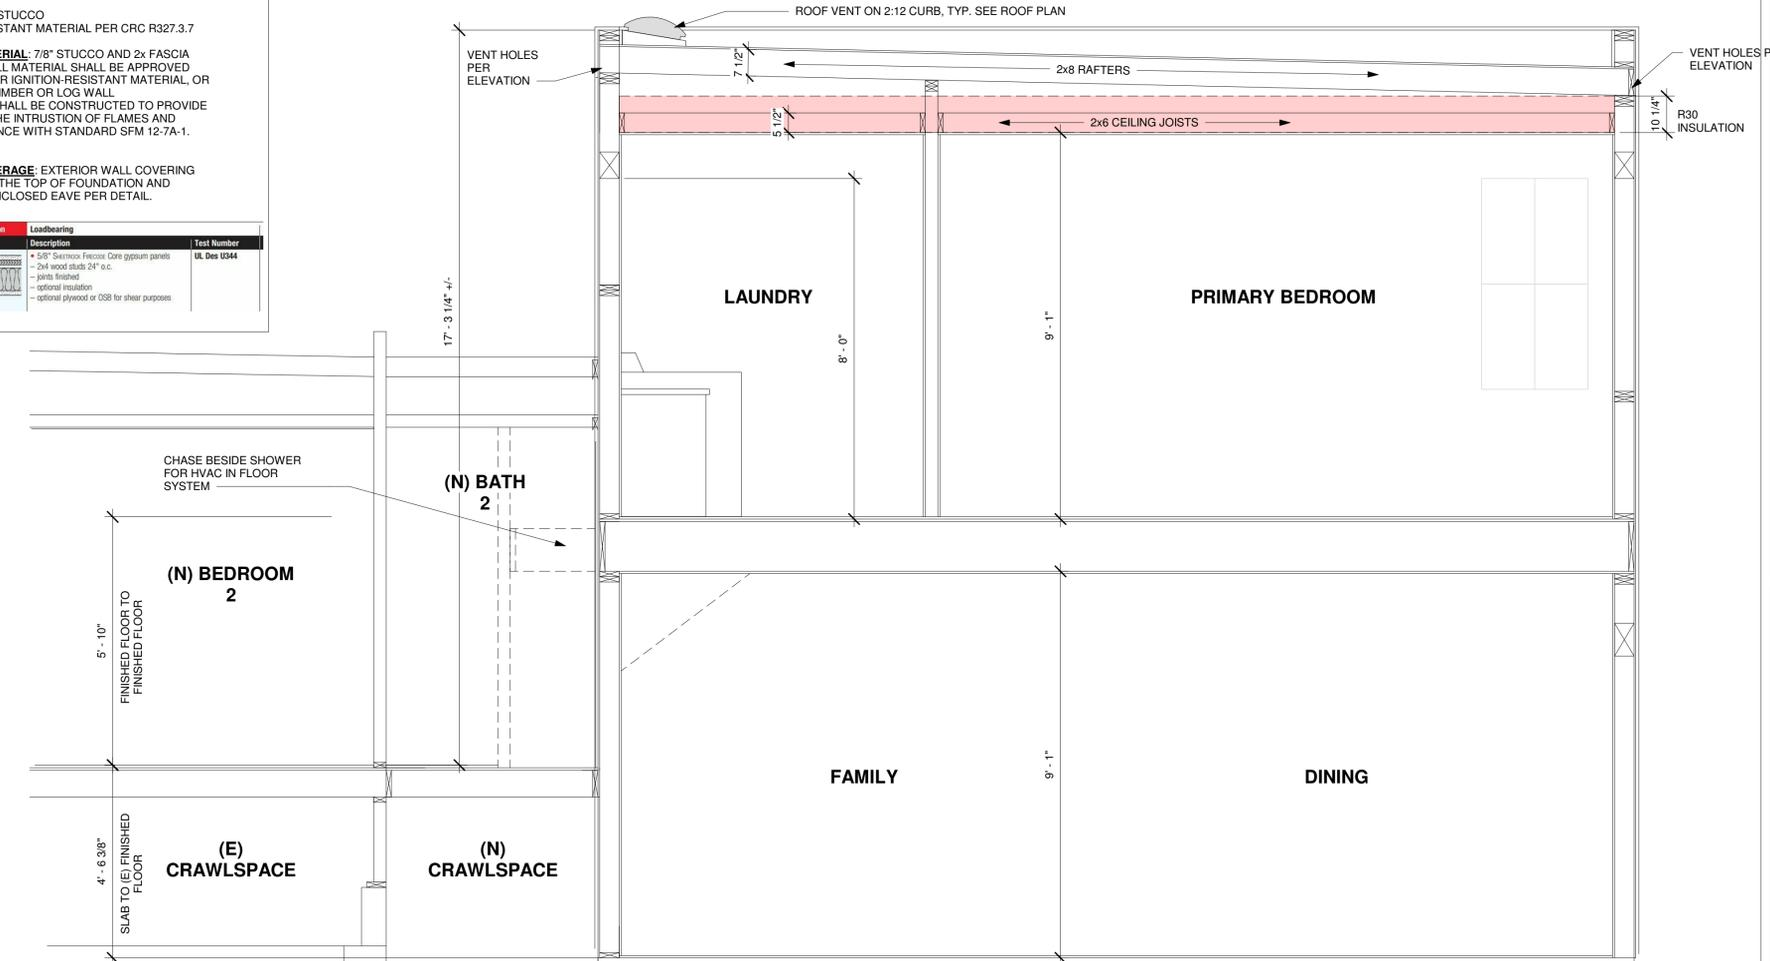 STUCCO
STANT MATERIAL PER CRC R327.3.7
ERIAL: 7/8" STUCCO AND 2x FASCIA
LL MATERIAL SHALL BE APPROVED
R IGNITION-RESISTANT MATERIAL, OR
IMBER OR LOG WALL
SHALL BE CONSTRUCTED TO PROVIDE
HE INTRUSION OF FLAMES AND
NCE WITH STANDARD SFM 12-7A-1.
ERAGE: EXTERIOR WALL COVERING
THE TOP OF FOUNDATION AND
NCLOSED EAVE PER DETAIL.
on Loadbearing
Description Test Number
• 5/8" SHEETROCK FIRECODE Core gypsum panels UL Des U344
– 2x4 wood studs 24" o.c.
– joints finished
– optional insulation
– optional plywood or OSB for shear purposes
ROOF VENT ON 2:12 CURB, TYP. SEE ROOF PLAN
VENT HOLES
PER
ELEVATION
7 1/2"
2x8 RAFTERS
VENT HOLES P
ELEVATION
5 1/2"
2x6 CEILING JOISTS
10 1/4"
R30
INSULATION
17' - 3 1/4" +/-
LAUNDRY
8' - 0"
9' - 1"
PRIMARY BEDROOM
CHASE BESIDE SHOWER
FOR HVAC IN FLOOR
SYSTEM
(N) BATH
2
(N) BEDROOM
2
5' - 10"
FINISHED FLOOR TO
FINISHED FLOOR
FAMILY
9' - 1"
DINING
4' - 6 3/8"
SLAB TO (E) FINISHED
FLOOR
(E)
CRAWLSPACE
(N)
CRAWLSPACE